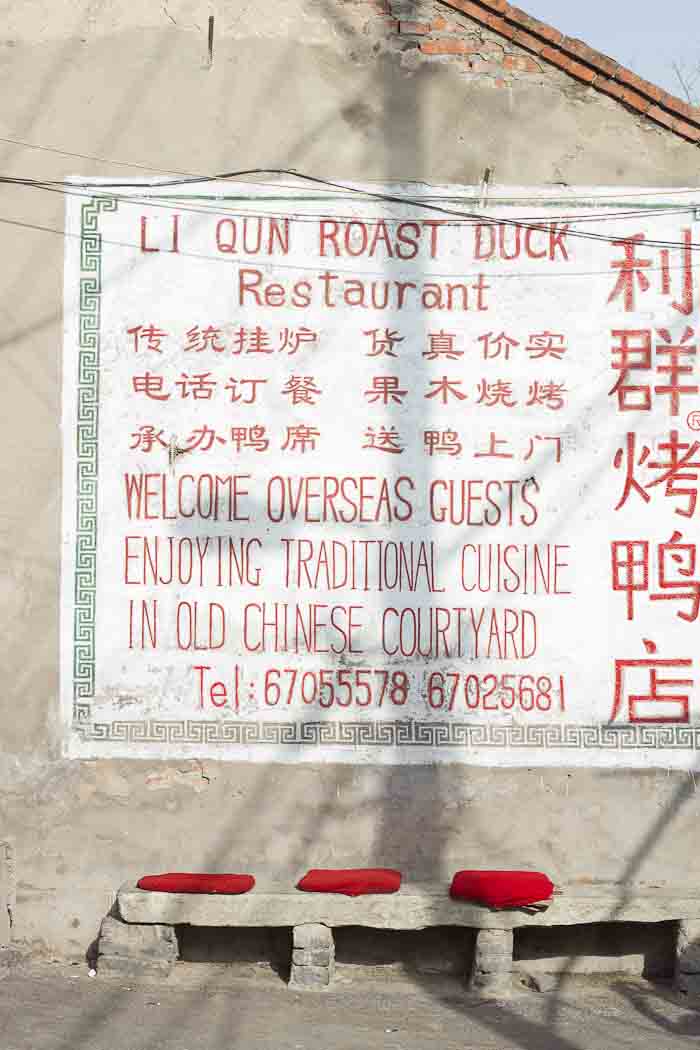 LI QUN ROAST DUCK
Restaurant
传统挂炉 货真价实
电话订餐 果木烧烤
承办鸭席 送鸭上门
WELCOME OVERSEAS GUESTS
ENJOYING TRADITIONAL CUISINE
IN OLD CHINESE COURTYARD
Tel:67055578 67025681
利群烤鸭店
®